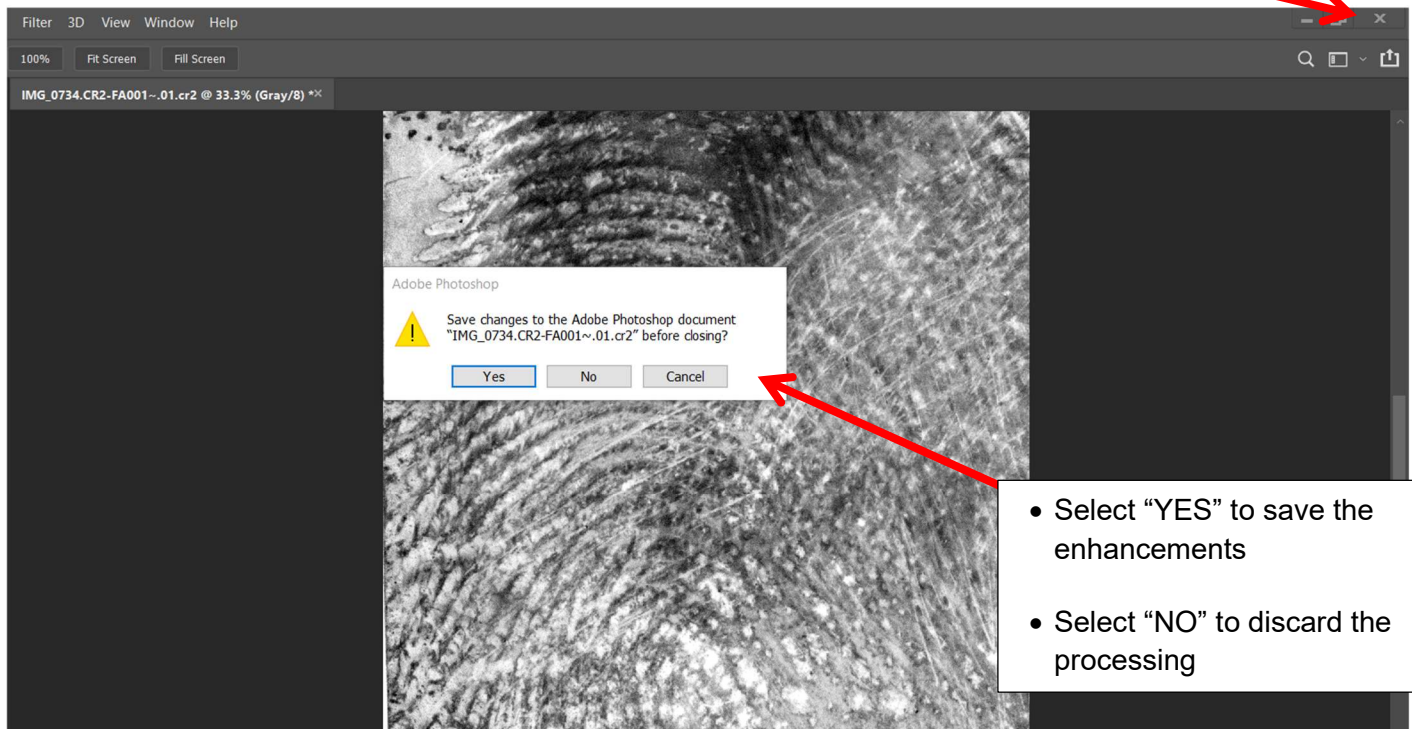 Filter 3D View Window Help
100% Fit Screen Fill Screen
IMG_0734.CR2-FA001~.01.cr2 @ 33.3% (Gray/8) *
Adobe Photoshop
Save changes to the Adobe Photoshop document
"IMG_0734.CR2-FA001~.01.cr2" before closing?
Yes No Cancel
• Select “YES” to save the
enhancements
• Select “NO” to discard the
processing